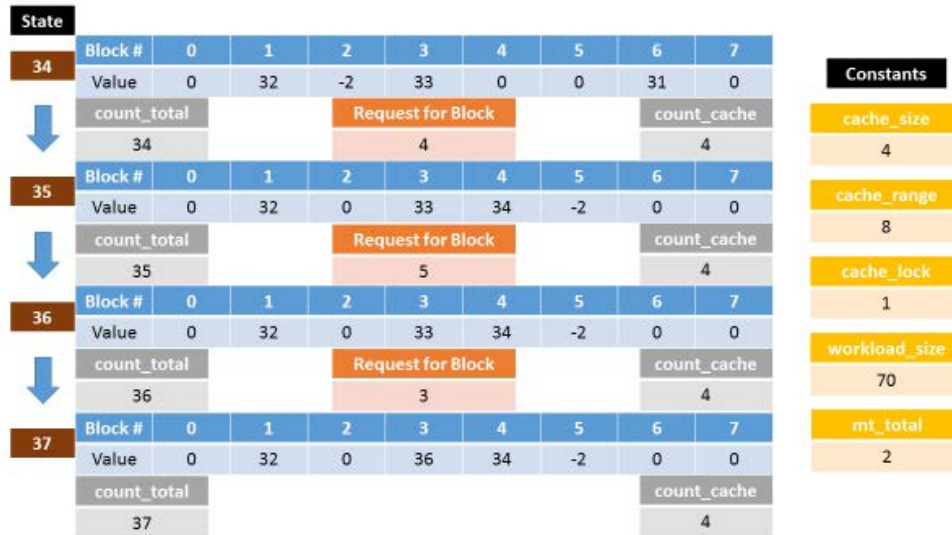 State
34
Block # 0 1 2 3 4 5 6 7
Value 0 32 -2 33 0 0 31 0
count_total Request for Block count_cache
34 4 4
35
Block # 0 1 2 3 4 5 6 7
Value 0 32 0 33 34 -2 0 0
count_total Request for Block count_cache
35 5 4
36
Block # 0 1 2 3 4 5 6 7
Value 0 32 0 33 34 -2 0 0
count_total Request for Block count_cache
36 3 4
37
Block # 0 1 2 3 4 5 6 7
Value 0 32 0 36 34 -2 0 0
count_total count_cache
37 4
Constants
cache_size
4
cache_range
8
cache_lock
1
workload_size
70
mt_total
2